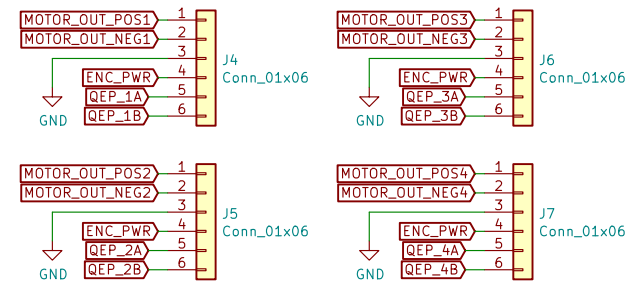 MOTOR_OUT_POS1 1
MOTOR_OUT_NEG1 2
3 J4
ENC_PWR 4 Conn_01x06
QEP_1A 5
QEP_1B 6
GND
MOTOR_OUT_POS3 1
MOTOR_OUT_NEG3 2
3 J6
ENC_PWR 4 Conn_01x06
QEP_3A 5
QEP_3B 6
GND
MOTOR_OUT_POS2 1
MOTOR_OUT_NEG2 2
3 J5
ENC_PWR 4 Conn_01x06
QEP_2A 5
QEP_2B 6
GND
MOTOR_OUT_POS4 1
MOTOR_OUT_NEG4 2
3 J7
ENC_PWR 4 Conn_01x06
QEP_4A 5
QEP_4B 6
GND